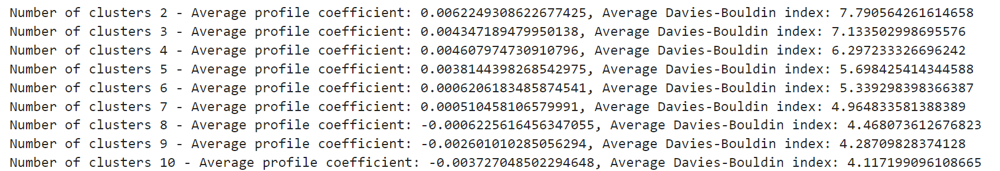 Number of clusters 2 - Average profile coefficient: 0.0062249308622677425, Average Davies-Bouldin index: 7.790564261614658
Number of clusters 3 - Average profile coefficient: 0.004347189479950138, Average Davies-Bouldin index: 7.133502998695576
Number of clusters 4 - Average profile coefficient: 0.004607974730910796, Average Davies-Bouldin index: 6.297233326696242
Number of clusters 5 - Average profile coefficient: 0.0038144398268542975, Average Davies-Bouldin index: 5.698425414344588
Number of clusters 6 - Average profile coefficient: 0.0006206183485874541, Average Davies-Bouldin index: 5.339298398366387
Number of clusters 7 - Average profile coefficient: 0.000510458106579991, Average Davies-Bouldin index: 4.964833581388389
Number of clusters 8 - Average profile coefficient: -0.0006225616456347055, Average Davies-Bouldin index: 4.468073612676823
Number of clusters 9 - Average profile coefficient: -0.002601010285056294, Average Davies-Bouldin index: 4.28709828374128
Number of clusters 10 - Average profile coefficient: -0.003727048502294648, Average Davies-Bouldin index: 4.117199096108665